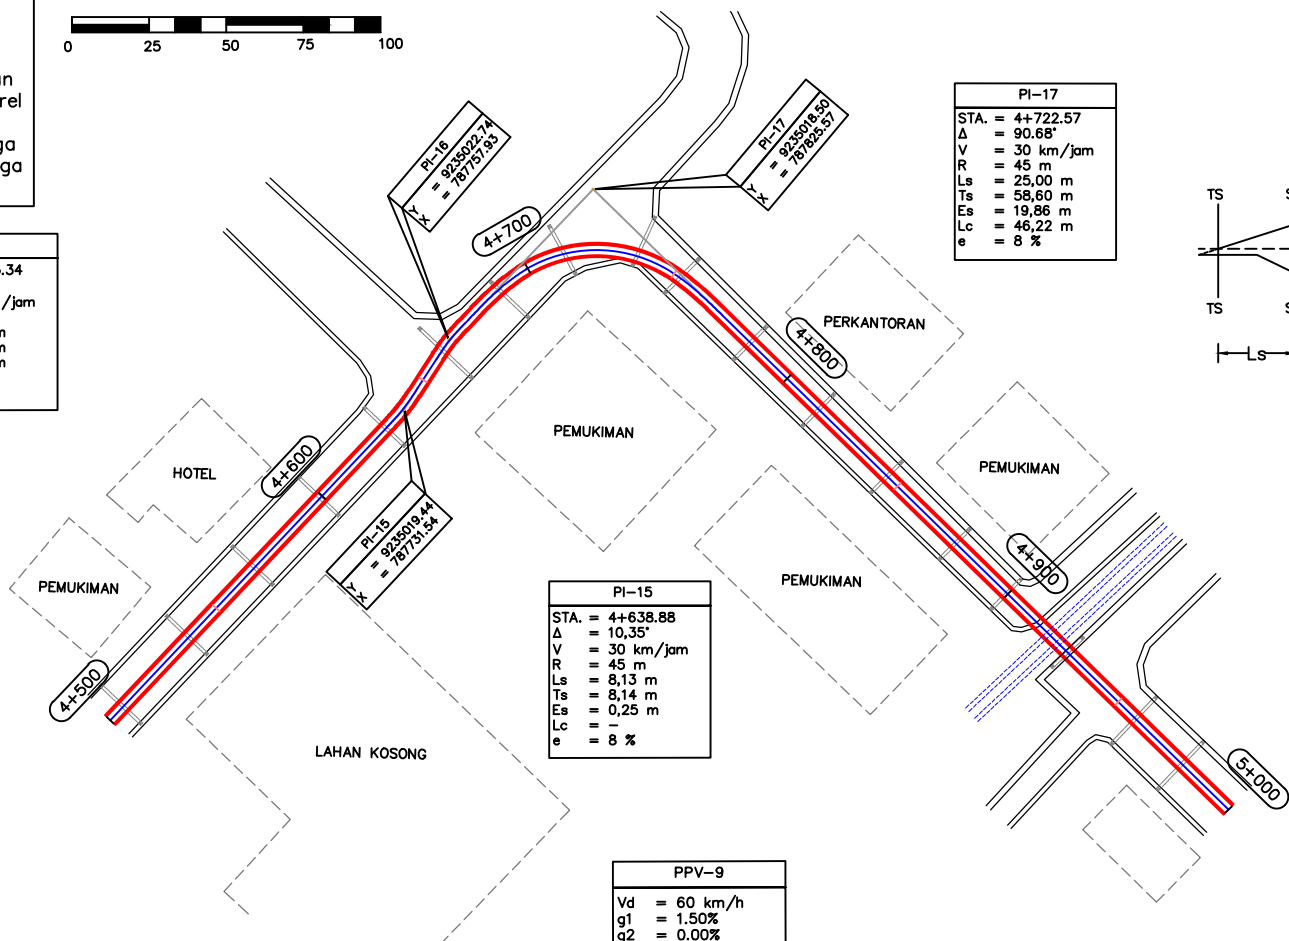 0 25 50 75 100
rel
ga
ga
/jam
PI-16
Y = 9235022.74
X = 787757.93
PI-17
Y = 9235018.50
X = 787825.57
PI-17
STA. = 4+722.57
Δ = 90.68°
V = 30 km/jam
R = 45 m
Ls = 25,00 m
Ts = 58,60 m
Es = 19,86 m
Lc = 46,22 m
e = 8 %
TS
TS
Ls
4+700
PERKANTORAN
4+800
PEMUKIMAN
PEMUKIMAN
HOTEL
4+600
PI-15
Y = 9235019.44
X = 787731.54
PEMUKIMAN
4+900
PEMUKIMAN
4+500
PI-15
STA. = 4+638.88
Δ = 10,35°
V = 30 km/jam
R = 45 m
Ls = 8,13 m
Ts = 8,14 m
Es = 0,25 m
Lc = -
e = 8 %
LAHAN KOSONG
5+000
PPV-9
Vd = 60 km/h
g1 = 1.50%
g2 = 0.00%